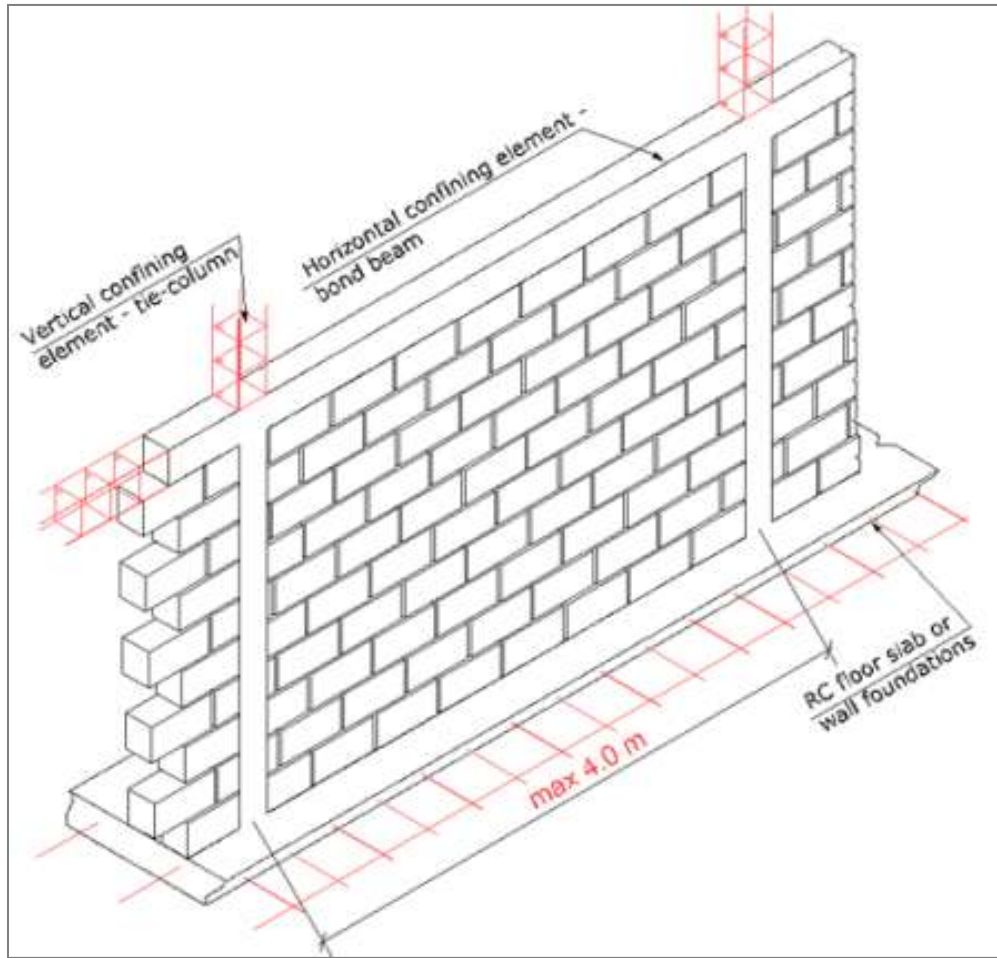 Vertical confining
element - tie-column
Horizontal confining element -
bond beam
RC floor slab or
wall foundations
max 4.0 m